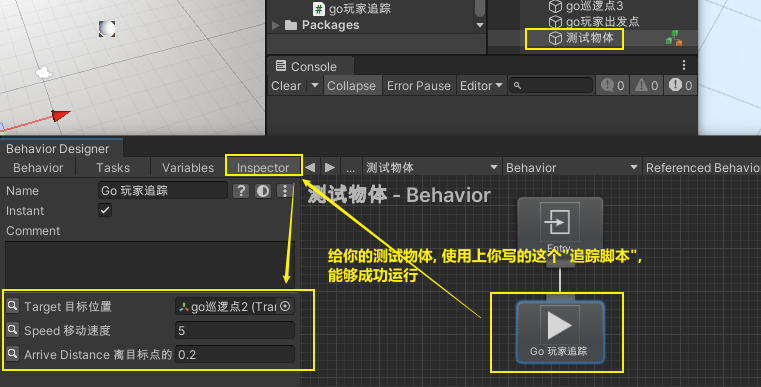 go玩家追踪
Packages
go巡逻点3
go玩家出发点
测试物体
Console
Clear
Collapse
Error Pause
Editor
0
0
0
Behavior Designer
Behavior
Tasks
Variables
Inspector
...
测试物体
Behavior
Referenced Behavio
Name
Go 玩家追踪
?
Instant
Comment
测试物体 - Behavior
Entry
给你的测试物体, 使用上你写的这个"追踪脚本",
能够成功运行
Target 目标位置
go巡逻点2 (Tran
Speed 移动速度
5
Arrive Distance 离目标点的
0.2
Go 玩家追踪